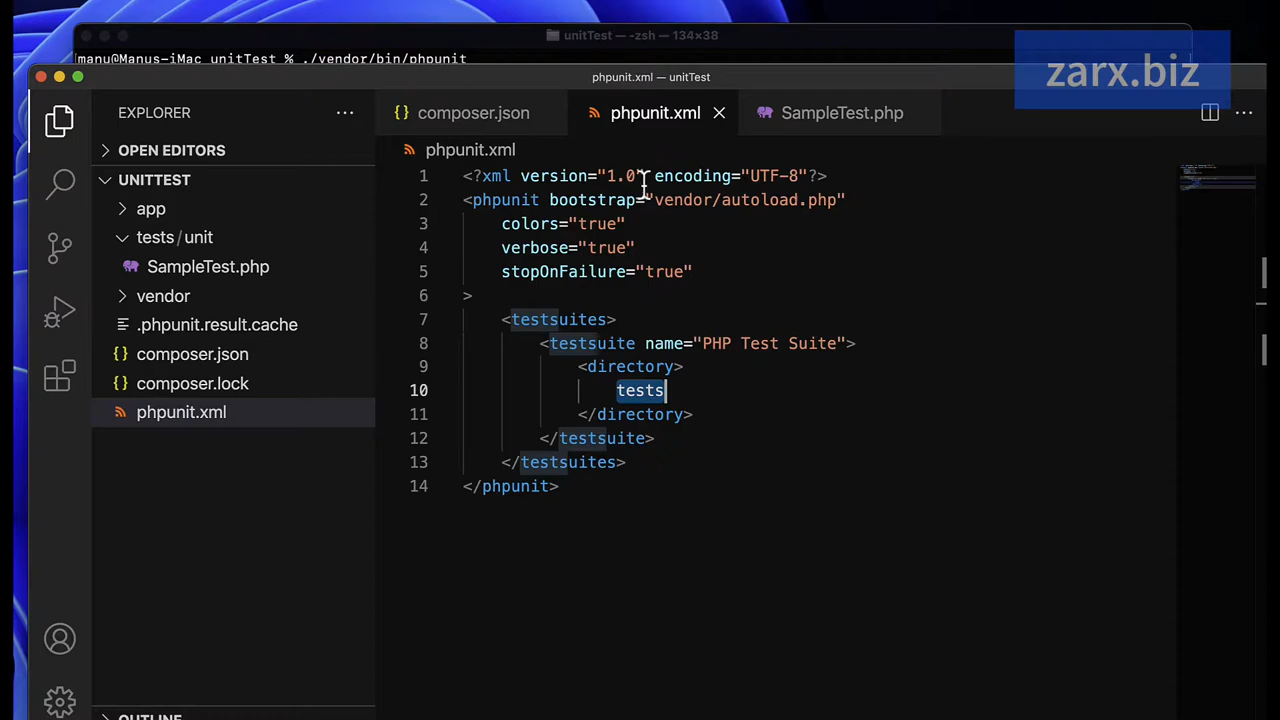 unitTest — -zsh — 134×38
manu@Manus-iMac unitTest % ./vendor/bin/phpunit
zarx.biz
phpunit.xml — unitTest
EXPLORER
composer.json
phpunit.xml
SampleTest.php
OPEN EDITORS
UNITTEST
app
tests/unit
SampleTest.php
vendor
.phpunit.result.cache
composer.json
composer.lock
phpunit.xml
OUTLINE
phpunit.xml
1 <?xml version="1.0" encoding="UTF-8"?>
2 <phpunit bootstrap="vendor/autoload.php"
3 colors="true"
4 verbose="true"
5 stopOnFailure="true"
6 >
7 <testsuites>
8 <testsuite name="PHP Test Suite">
9 <directory>
10 tests
11 </directory>
12 </testsuite>
13 </testsuites>
14 </phpunit>